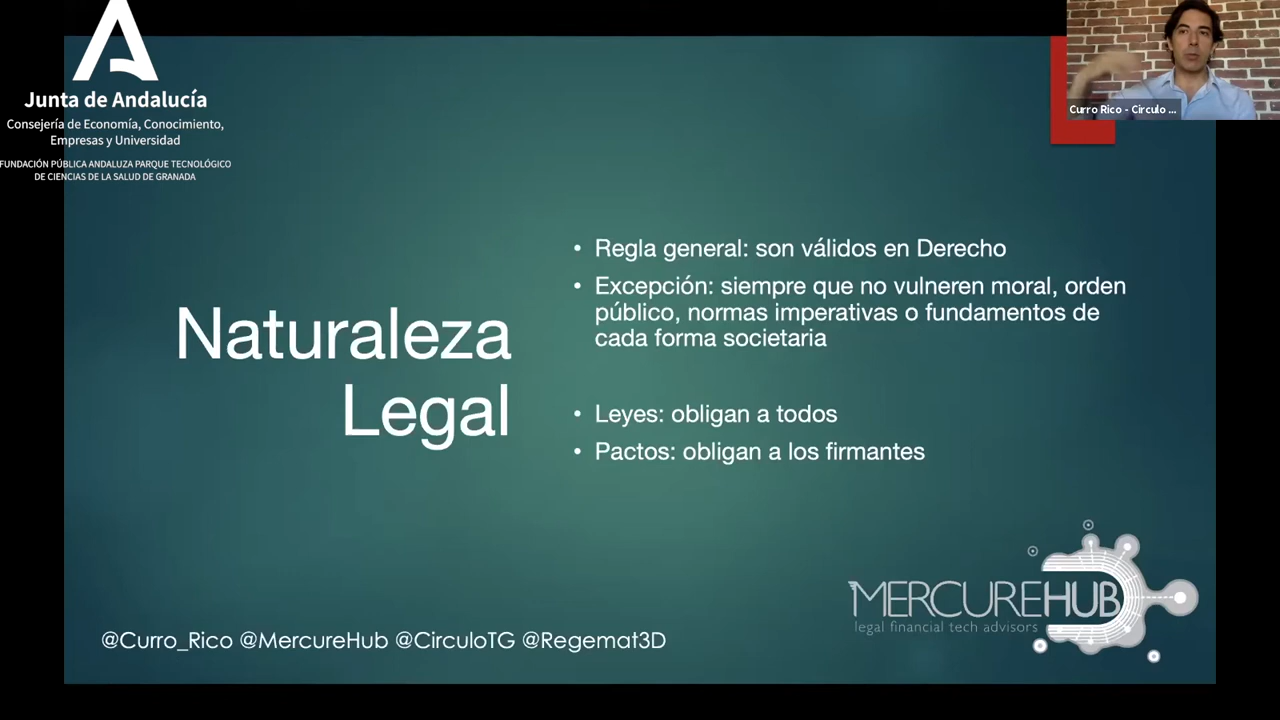 Junta de Andalucía
Consejería de Economía, Conocimiento,
Empresas y Universidad
FUNDACIÓN PÚBLICA ANDALUZA PARQUE TECNOLÓGICO
DE CIENCIAS DE LA SALUD DE GRANADA
Curro Rico - Circulo ...
Naturaleza
Legal
• Regla general: son válidos en Derecho
• Excepción: siempre que no vulneren moral, orden
público, normas imperativas o fundamentos de
cada forma societaria
• Leyes: obligan a todos
• Pactos: obligan a los firmantes
MERCUREHUB
legal financial tech advisors
@Curro_Rico @MercureHub @CirculoTG @Regemat3D